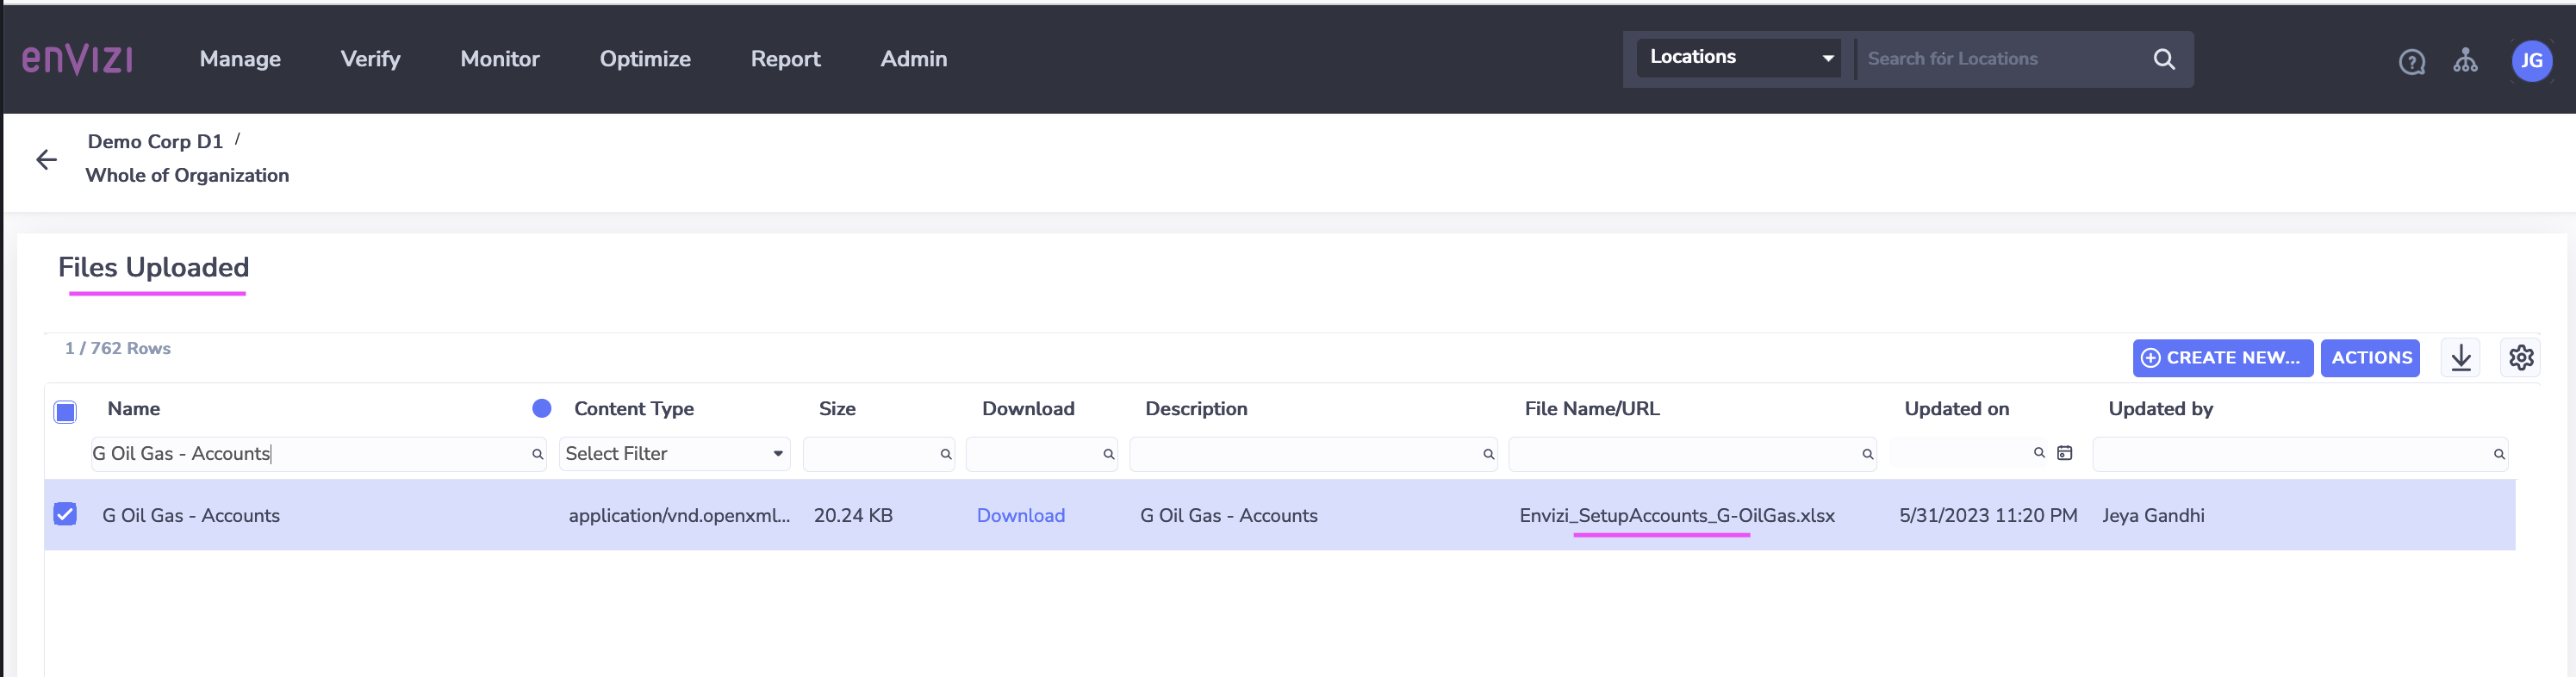 enVIZI Manage Verify Monitor Optimize Report Admin Locations Search for Locations ? JG
Demo Corp D1 /
Whole of Organization
Files Uploaded
1 / 762 Rows
CREATE NEW... ACTIONS
Name Content Type Size Download Description File Name/URL Updated on Updated by
G Oil Gas - Accounts Select Filter
G Oil Gas - Accounts application/vnd.openxml... 20.24 KB Download G Oil Gas - Accounts Envizi_SetupAccounts_G-OilGas.xlsx 5/31/2023 11:20 PM Jeya Gandhi